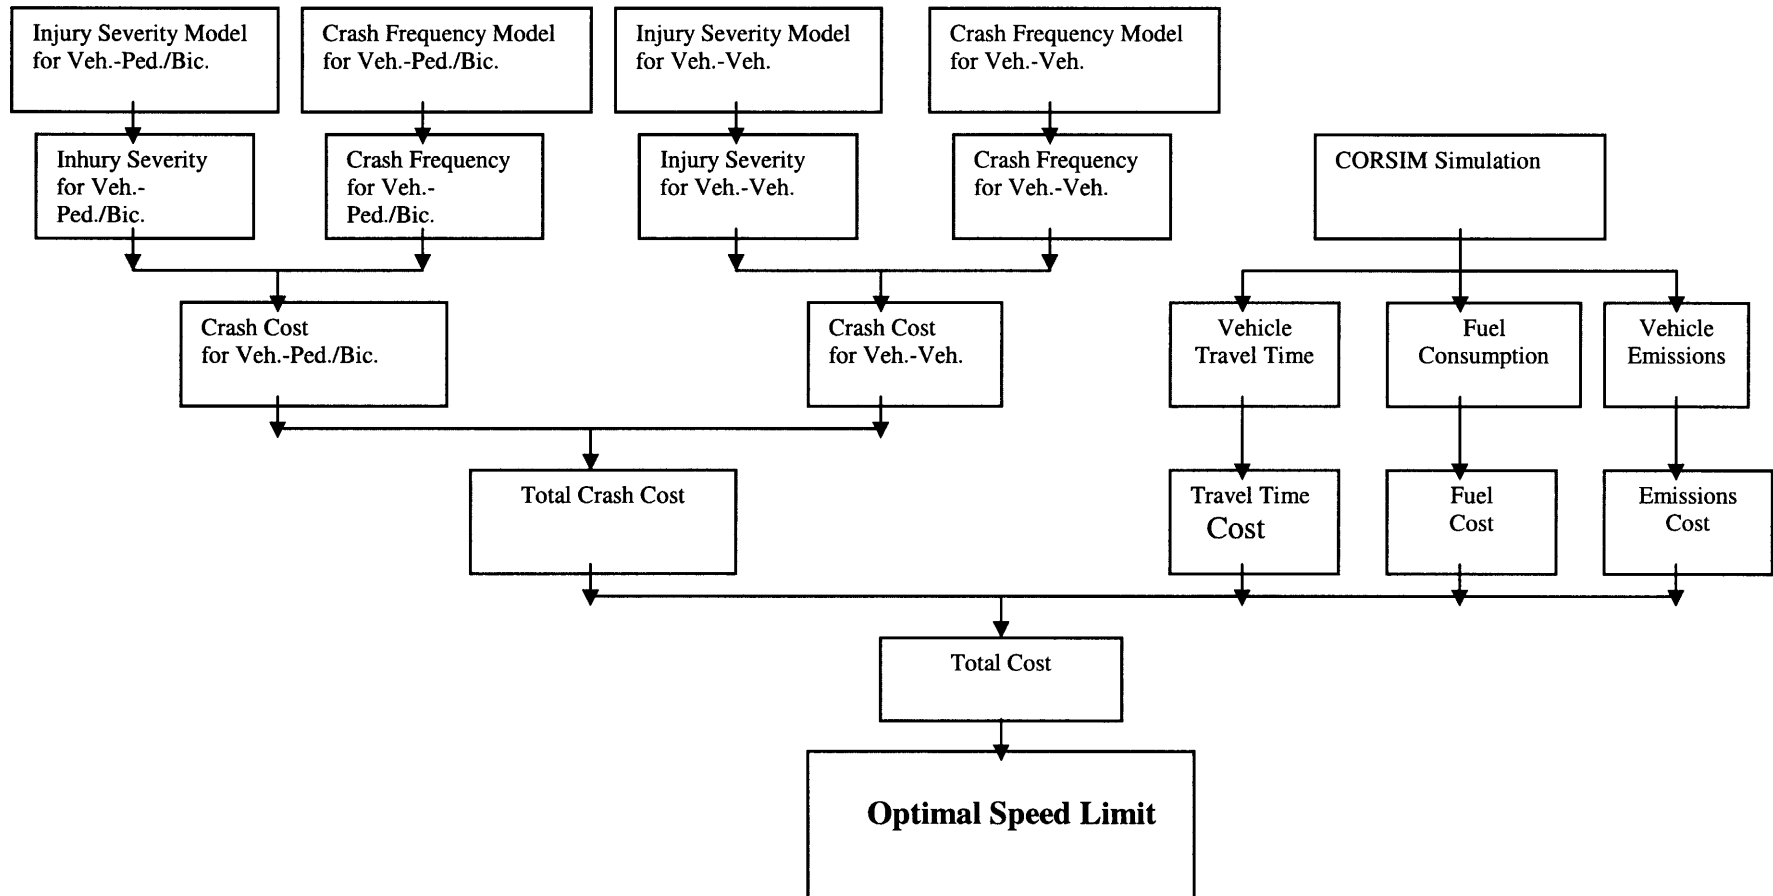 Injury Severity Model
for Veh.-Ped./Bic.
Crash Frequency Model
for Veh.-Ped./Bic.
Injury Severity Model
for Veh.-Veh.
Crash Frequency Model
for Veh.-Veh.
Inhury Severity
for Veh.-
Ped./Bic.
Crash Frequency
for Veh.-
Ped./Bic.
Injury Severity
for Veh.-Veh.
Crash Frequency
for Veh.-Veh.
CORSIM Simulation
Crash Cost
for Veh.-Ped./Bic.
Crash Cost
for Veh.-Veh.
Vehicle
Travel Time
Fuel
Consumption
Vehicle
Emissions
Total Crash Cost
Travel Time
Cost
Fuel
Cost
Emissions
Cost
Total Cost
Optimal Speed Limit